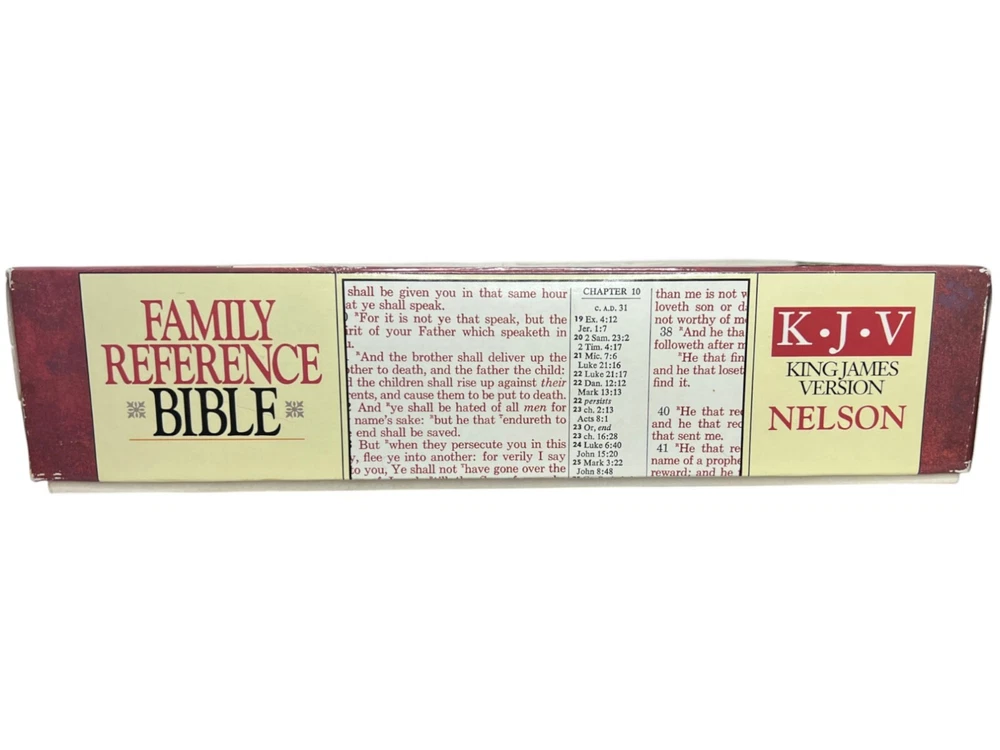 FAMILY
REFERENCE
BIBLE
shall be given you in that same hour
at ye shall speak.
"For it is not ye that speak, but the
irit of your Father which speaketh in
u.
"And the brother shall deliver up the
other to death, and the father the child:
d the children shall rise up against their
ents, and cause them to be put to death.
And "ye shall be hated of all men for
name's sake: "but he that "endureth to
end shall be saved.
But "when they persecute you in this
y, flee ye into another: for verily I say
to you, Ye shall not "have gone over the
CHAPTER 10
c. A.D. 31
19 Ex. 4:12
Jer. 1:7
20 2 Sam. 23:2
2 Tim. 4:17
21 Mic. 7:6
Luke 21:16
22 Luke 21:17
22 Dan. 12:12
Mark 13:13
22 persists
23 ch. 2:13
Acts 8:1
23 Or, end
23 ch. 16:28
24 Luke 6:40
John 15:20
25 Mark 3:22
John 8:48
than me is not w
loveth son or d
not worthy of m
38 "And he tha
followeth after m
"He that fin
and he that loset
find it.
40 "He that rec
and he that rec
that sent me.
41 "He that re
name of a prophe
reward; and he
K•J•V
KING JAMES
VERSION
NELSON